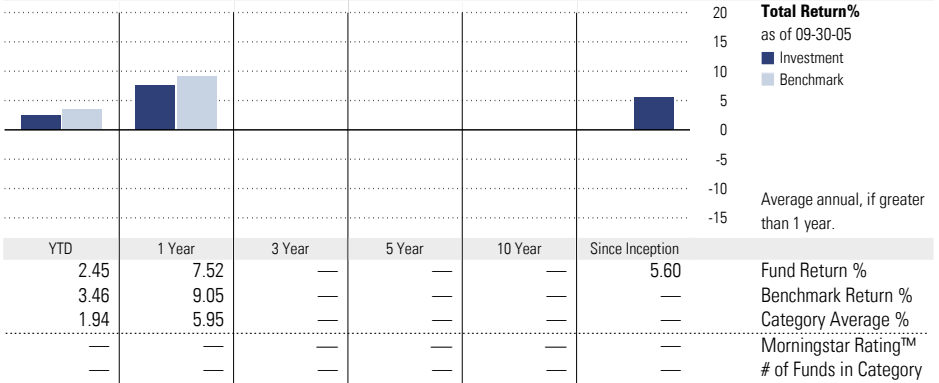 20
15
10
5
0
-5
-10
-15
Total Return%
as of 09-30-05
Investment
Benchmark
Average annual, if greater
than 1 year.
YTD 1 Year 3 Year 5 Year 10 Year Since Inception
2.45 7.52 — — — 5.60 Fund Return %
3.46 9.05 — — — — Benchmark Return %
1.94 5.95 — — — — Category Average %
— — — — — — Morningstar Rating™
— — — — — — # of Funds in Category